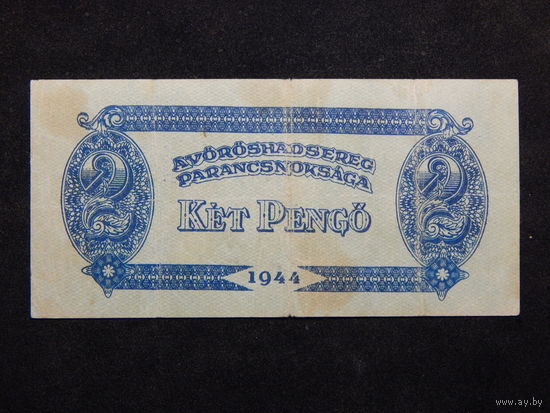 A VÖRÖSHADSEREG
PARANCSNOKSÁGA
2
KÉT PENGŐ
2
1944
www.ay.by